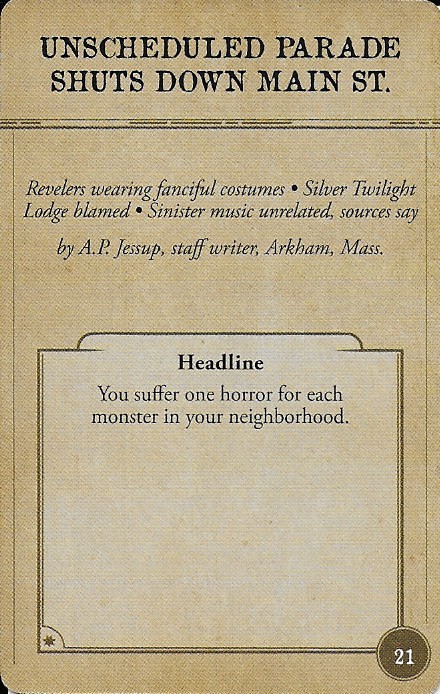 UNSCHEDULED PARADE
SHUTS DOWN MAIN ST.
Revelers wearing fanciful costumes • Silver Twilight
Lodge blamed • Sinister music unrelated, sources say
by A.P. Jessup, staff writer, Arkham, Mass.
Headline
You suffer one horror for each
monster in your neighborhood.
21